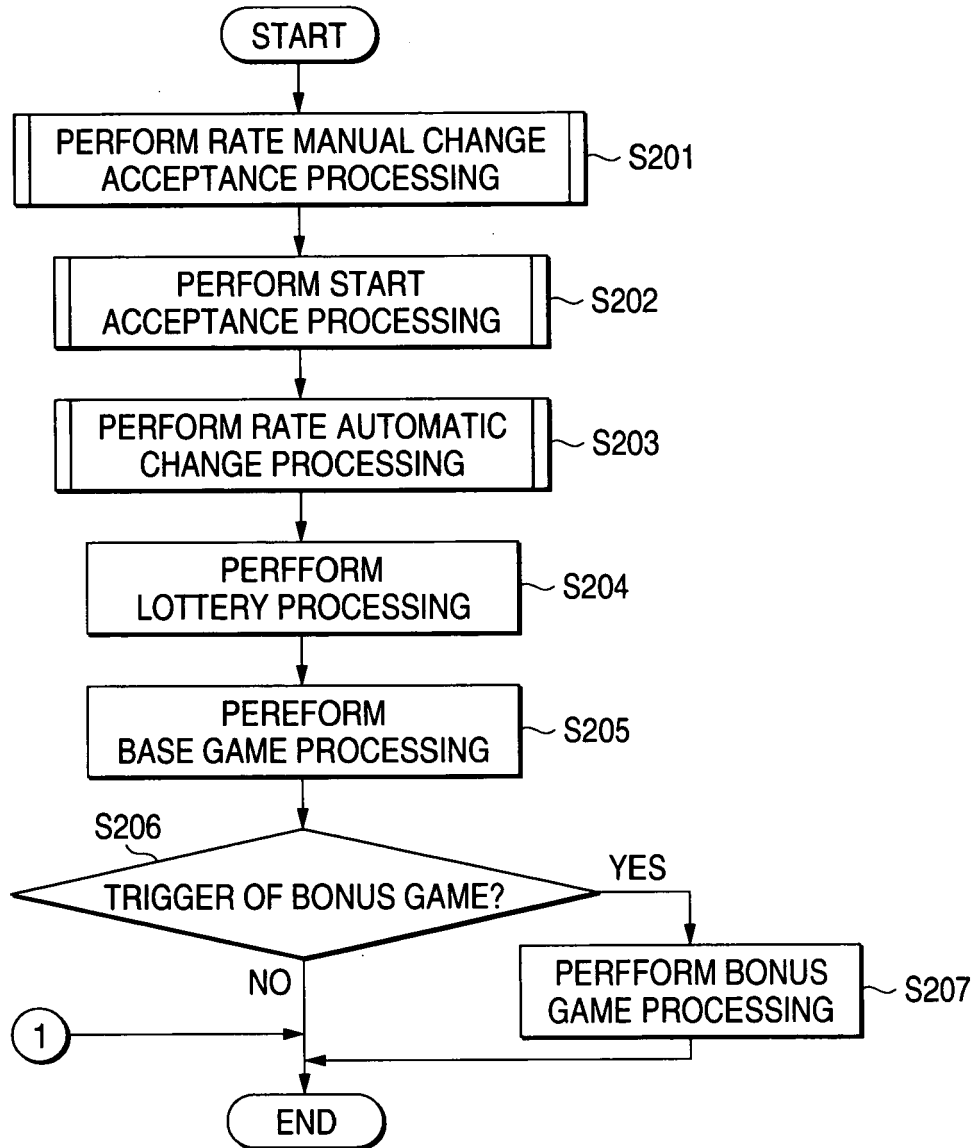 START
PERFORM RATE MANUAL CHANGE
ACCEPTANCE PROCESSING
S201
PERFORM START
ACCEPTANCE PROCESSING
S202
PERFORM RATE AUTOMATIC
CHANGE PROCESSING
S203
PERFFORM
LOTTERY PROCESSING
S204
PEREFORM
BASE GAME PROCESSING
S205
S206
TRIGGER OF BONUS GAME?
YES
NO
PERFFORM BONUS
GAME PROCESSING
S207
1
END